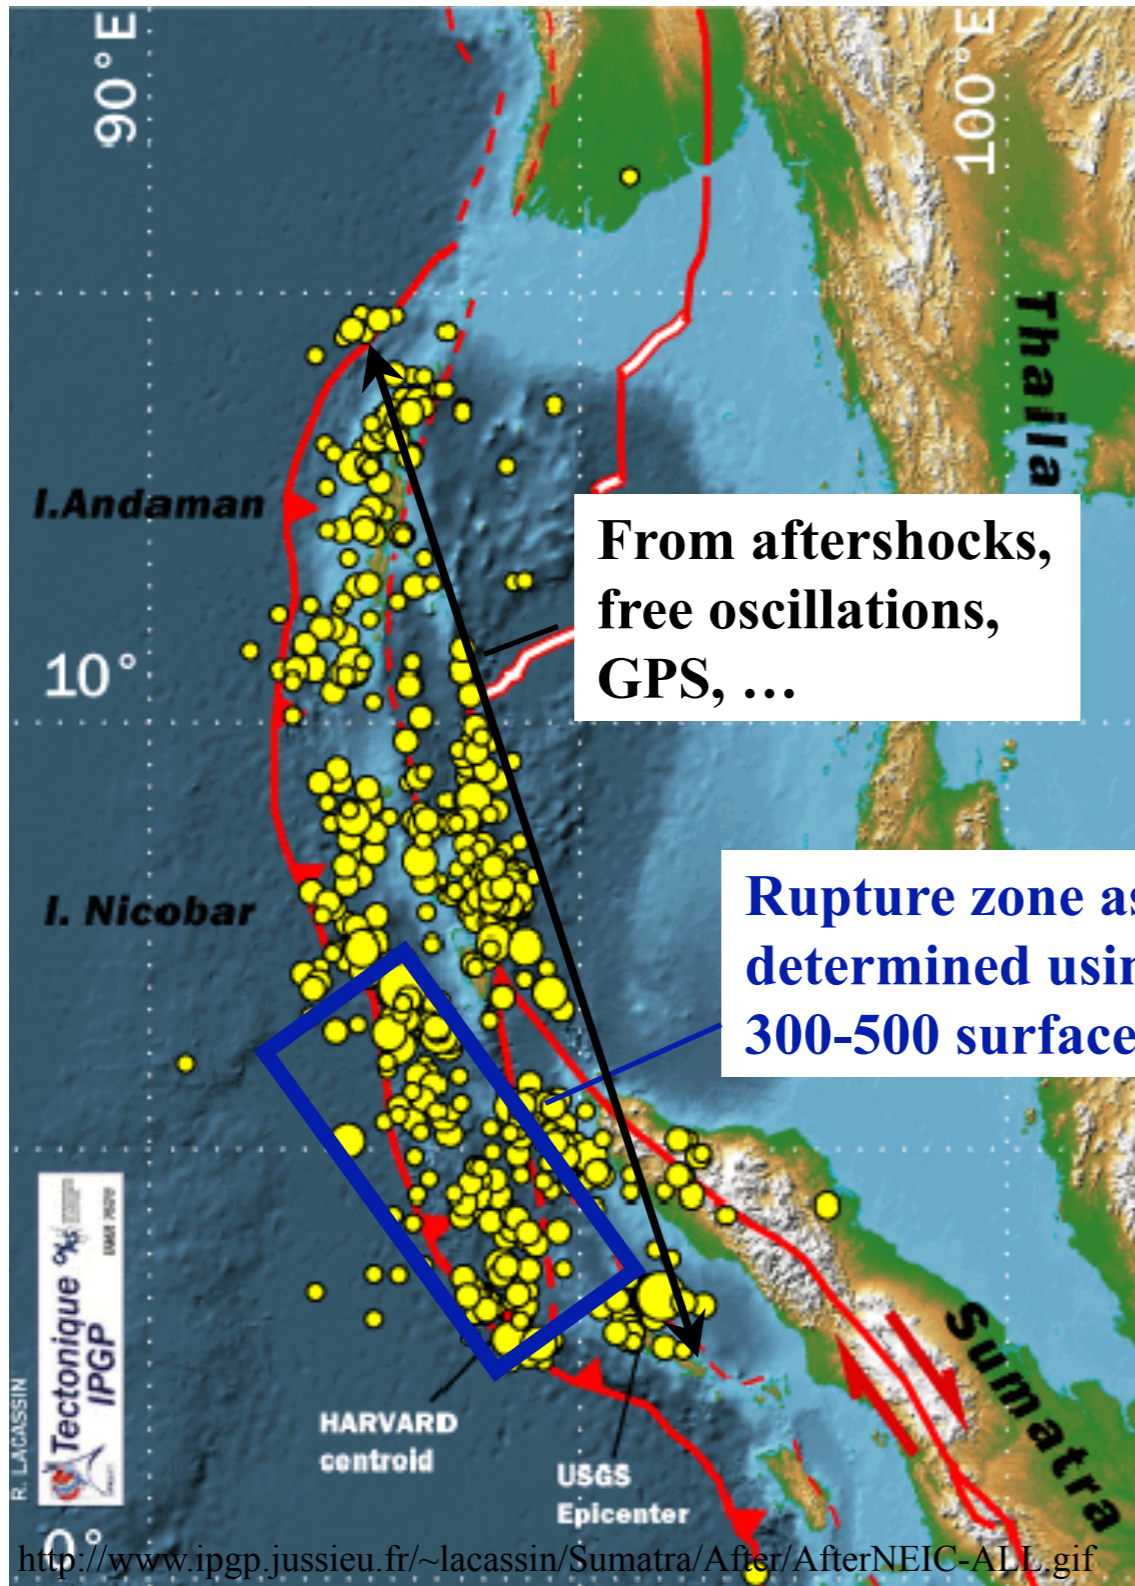 90°E
100°E
Thaila
I.Andaman
From aftershocks,
free oscillations,
GPS, …
10°
Rupture zone as
determined usin
300-500 surface
I. Nicobar
R. LACASSIN
Tectonique
IPGP
Sumatra
HARVARD
centroid
USGS
Epicenter
0°
http://www.ipgp.jussieu.fr/~lacassin/Sumatra/After/AfterNEIC-ALL.gif